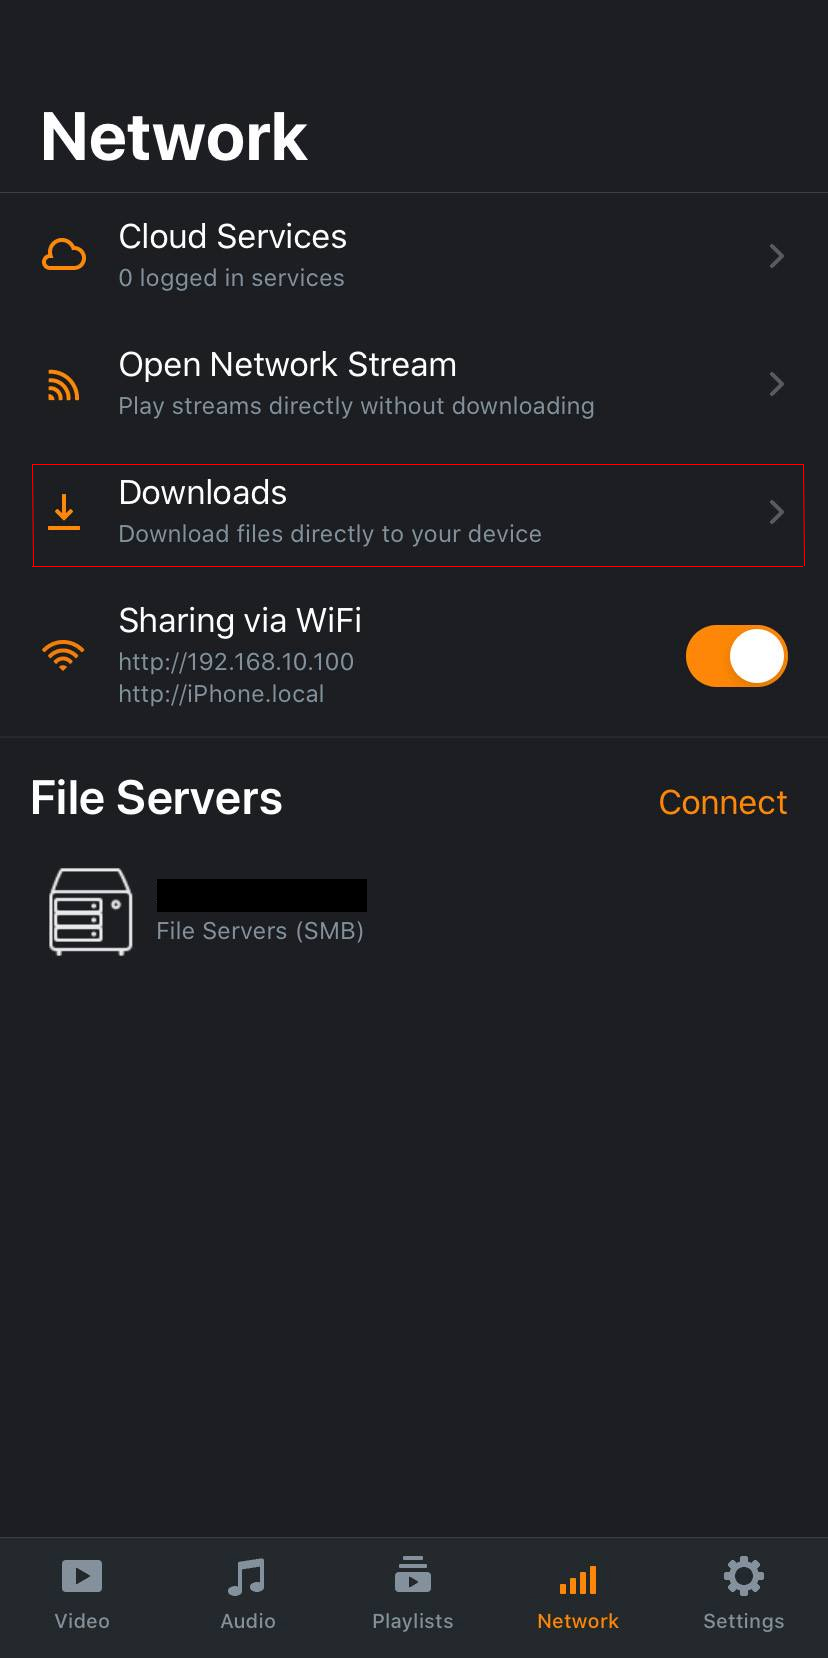 Network
Cloud Services
0 logged in services
Open Network Stream
Play streams directly without downloading
Downloads
Download files directly to your device
Sharing via WiFi
http://192.168.10.100
http://iPhone.local
File Servers
Connect
File Servers (SMB)
Video
Audio
Playlists
Network
Settings